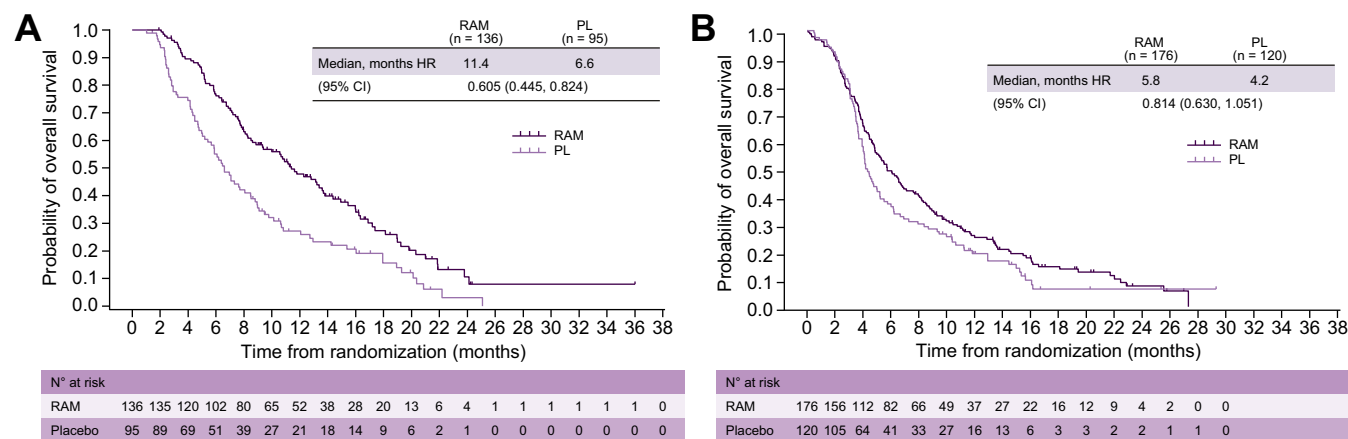 A
RAM PL
(n = 136) (n = 95)
Median, months HR 11.4 6.6
(95% CI) 0.605 (0.445, 0.824)
RAM
PL
Probability of overall survival
1.0
0.9
0.8
0.7
0.6
0.5
0.4
0.3
0.2
0.1
0.0
0 2 4 6 8 10 12 14 16 18 20 22 24 26 28 30 32 34 36 38
Time from randomization (months)
N° at risk
RAM 136 135 120 102 80 65 52 38 28 20 13 6 4 1 1 1 1 1 1 0
Placebo 95 89 69 51 39 27 21 18 14 9 6 2 1 0 0 0 0 0 0 0
B
RAM PL
(n = 176) (n = 120)
Median, months HR 5.8 4.2
(95% CI) 0.814 (0.630, 1.051)
RAM
PL
Probability of overall survival
1.0
0.9
0.8
0.7
0.6
0.5
0.4
0.3
0.2
0.1
0.0
0 2 4 6 8 10 12 14 16 18 20 22 24 26 28 30 32 34 36 38
Time from randomization (months)
N° at risk
RAM 176 156 112 82 66 49 37 27 22 16 12 9 4 2 0 0
Placebo 120 105 64 41 33 27 16 13 6 3 3 2 2 1 1 0